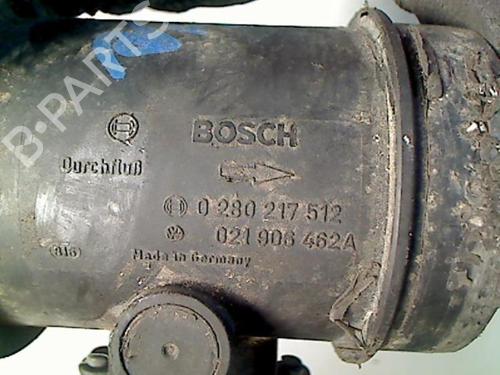 B-PARTS
BOSCH
Durchfluß
0 280 217 512
021 906 462A
Made in Germany